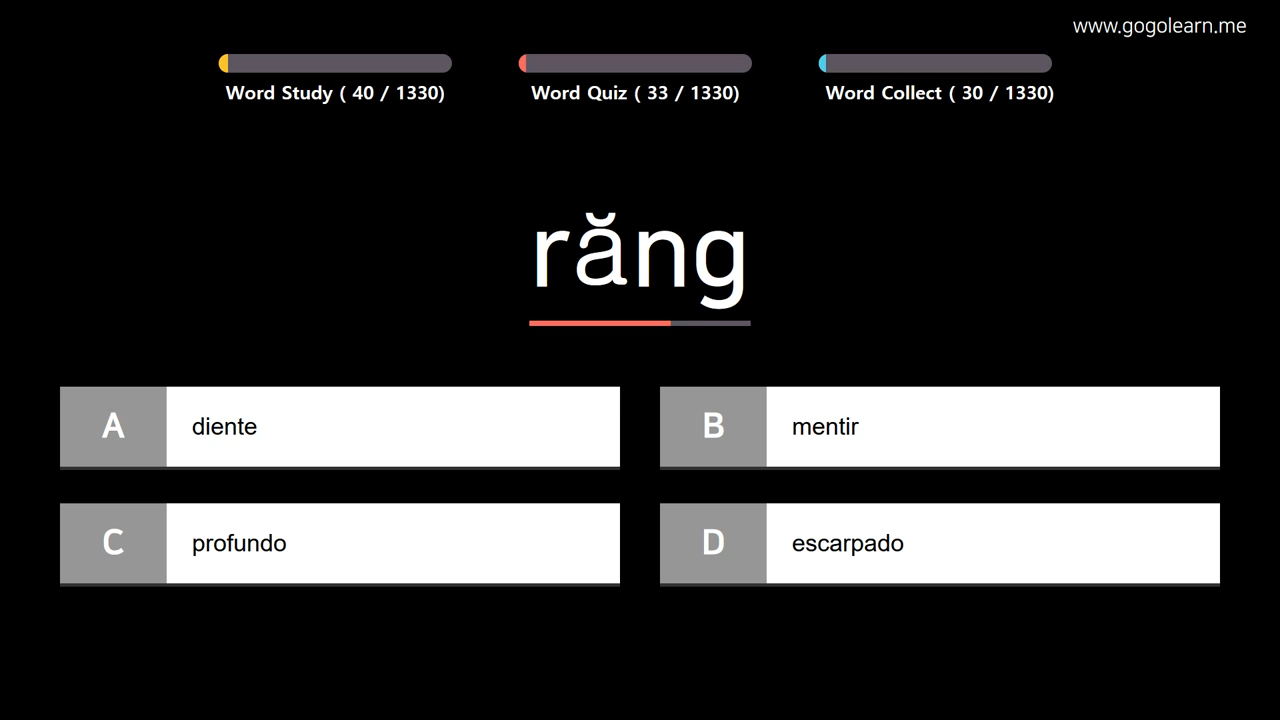 www.gogolearn.me
Word Study ( 40 / 1330)
Word Quiz ( 33 / 1330)
Word Collect ( 30 / 1330)
răng
A diente
B mentir
C profundo
D escarpado